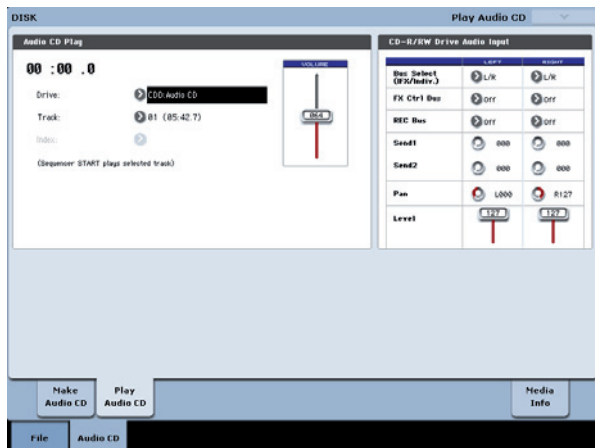 DISK
Play Audio CD
Audio CD Play
00 :00 .0
Drive: CDD:Audio CD
Track: 01 (05:42.7)
Index:
(Sequencer START plays selected track)
VOLUME
064
CD-R/RW Drive Audio Input
LEFT RIGHT
Bus Select (IFX/Indiv.) L/R L/R
FX Ctrl Bus Off Off
REC Bus Off Off
Send1 000 000
Send2 000 000
Pan L000 R127
Level 127 127
Make Audio CD
Play Audio CD
Media Info
File
Audio CD